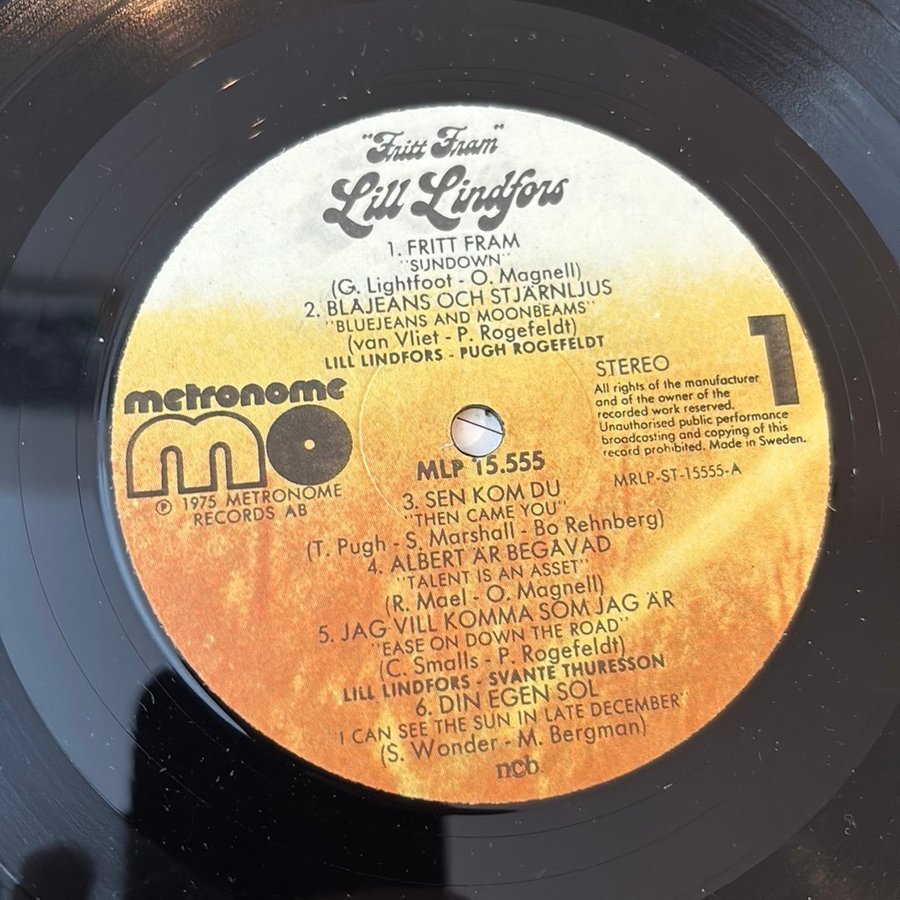 "Fritt Fram"
Lill Lindfors
1. FRITT FRAM
"SUNDOWN"
(G. Lightfoot - O. Magnell)
2. BLÅJEANS OCH STJÄRNLJUS
"BLUEJEANS AND MOONBEAMS"
(van Vliet - P. Rogefeldt)
LILL LINDFORS - PUGH ROGEFELDT
metronome
mo
℗ 1975 METRONOME
RECORDS AB
1
STEREO
All rights of the manufacturer
and of the owner of the
recorded work reserved.
Unauthorised public performance
broadcasting and copying of this
record prohibited. Made in Sweden.
MLP 15.555
MRLP-ST-15555-A
3. SEN KOM DU
"THEN CAME YOU"
(T. Pugh - S. Marshall - Bo Rehnberg)
4. ALBERT ÄR BEGÅVAD
"TALENT IS AN ASSET"
(R. Mael - O. Magnell)
5. JAG VILL KOMMA SOM JAG ÄR
"EASE ON DOWN THE ROAD"
(C. Smalls - P. Rogefeldt)
LILL LINDFORS - SVANTE THURESSON
6. DIN EGEN SOL
I CAN SEE THE SUN IN LATE DECEMBER"
(S. Wonder - M. Bergman)
ncb